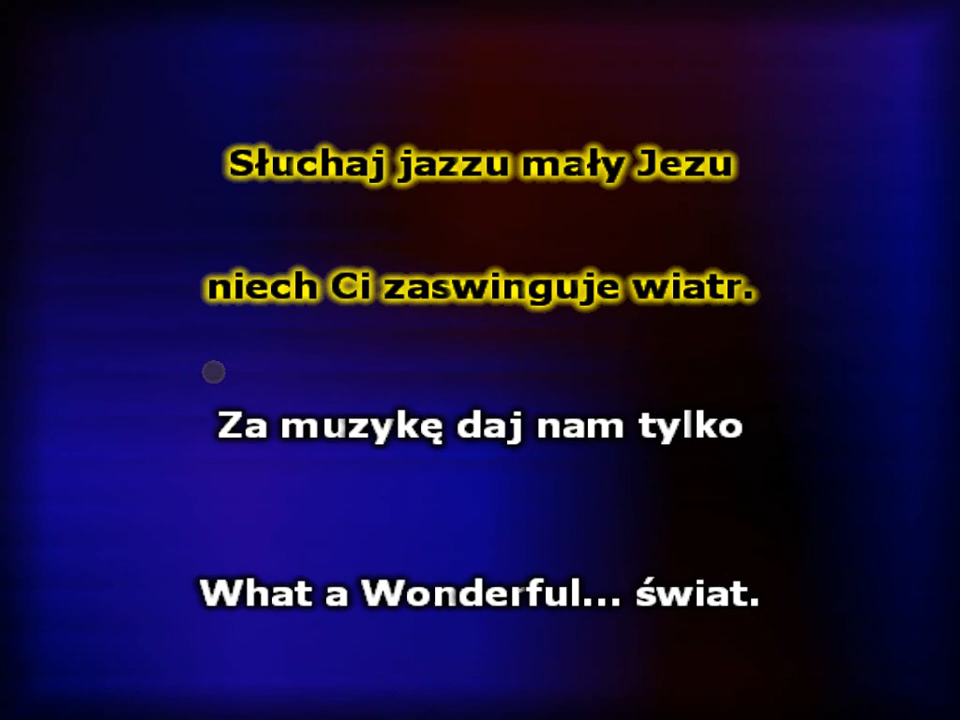 Słuchaj jazzu mały Jezu
niech Ci zaswinguje wiatr.
Za muzykę daj nam tylko
What a Wonderful... świat.